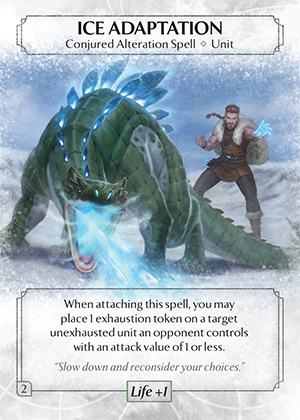 ICE ADAPTATION
Conjured Alteration Spell ⟐ Unit
When attaching this spell, you may
place 1 exhaustion token on a target
unexhausted unit an opponent controls
with an attack value of 1 or less.
"Slow down and reconsider your choices."
2
Life +1